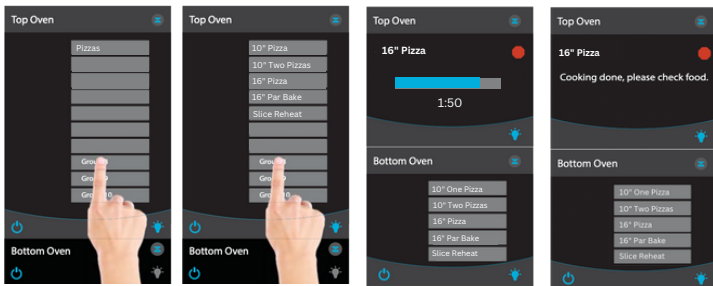 Top Oven
Pizzas
Bottom Oven
Top Oven
10" Pizza
10" Two Pizzas
16" Pizza
16" Par Bake
Slice Reheat
Bottom Oven
Top Oven
16" Pizza
1:50
Bottom Oven
10" One Pizza
10" Two Pizzas
16" Pizza
16" Par Bake
Slice Reheat
Top Oven
16" Pizza
Cooking done, please check food.
Bottom Oven
10" One Pizza
10" Two Pizzas
16" Pizza
16" Par Bake
Slice Reheat